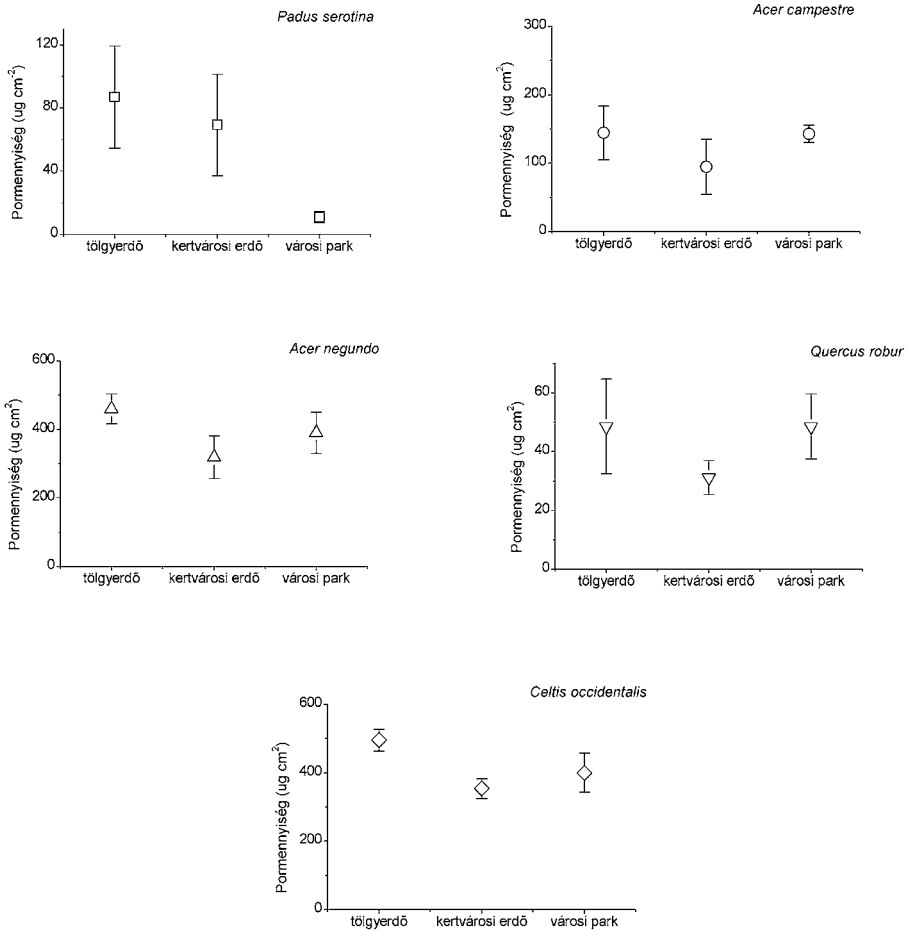 Padus serotina
Pormennyiség (ug cm-2)
120
80
40
0
tölgyerdő kertvárosi erdő városi park
Acer campestre
Pormennyiség (ug cm2)
300
200
100
0
tölgyerdő kertvárosi erdő városi park
Acer negundo
Pormennyiség (ug cm2)
600
400
200
0
tölgyerdő kertvárosi erdő városi park
Quercus robur
Pormennyiség (ug cm2)
60
40
20
0
tölgyerdő kertvárosi erdő városi park
Celtis occidentalis
Pormennyiség (ug cm2)
600
400
200
0
tölgyerdő kertvárosi erdő városi park